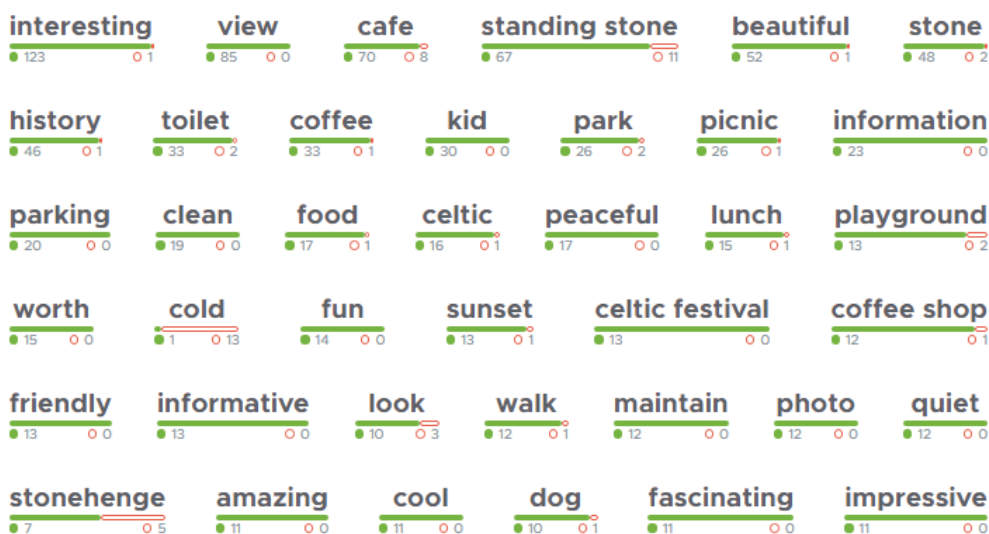 interesting view cafe standing stone beautiful stone
123 1 85 0 70 8 67 11 52 1 48 2
history toilet coffee kid park picnic information
46 1 33 2 33 1 30 0 26 2 26 1 23 0
parking clean food celtic peaceful lunch playground
20 0 19 0 17 1 16 1 17 0 15 1 13 2
worth cold fun sunset celtic festival coffee shop
15 0 1 13 14 0 13 1 13 0 12 1
friendly informative look walk maintain photo quiet
13 0 13 0 10 3 12 1 12 0 12 0 12 0
stonehenge amazing cool dog fascinating impressive
7 5 11 0 11 0 10 1 11 0 11 0